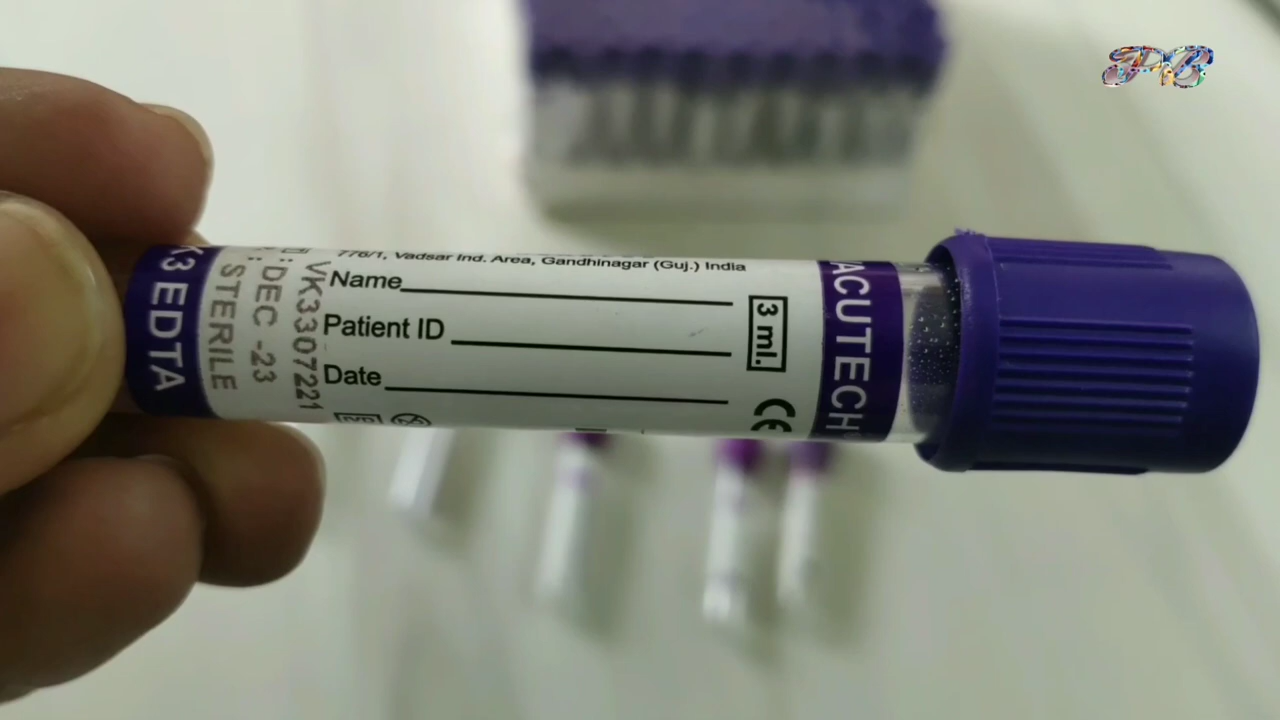 776/1, Vadsar Ind. Area, Gandhinagar (Guj.) India
Name
Patient ID
Date
3 ml.
CE
ACUTECH
K3 EDTA
STERILE
: DEC -23
VK3307221
IVD
PB